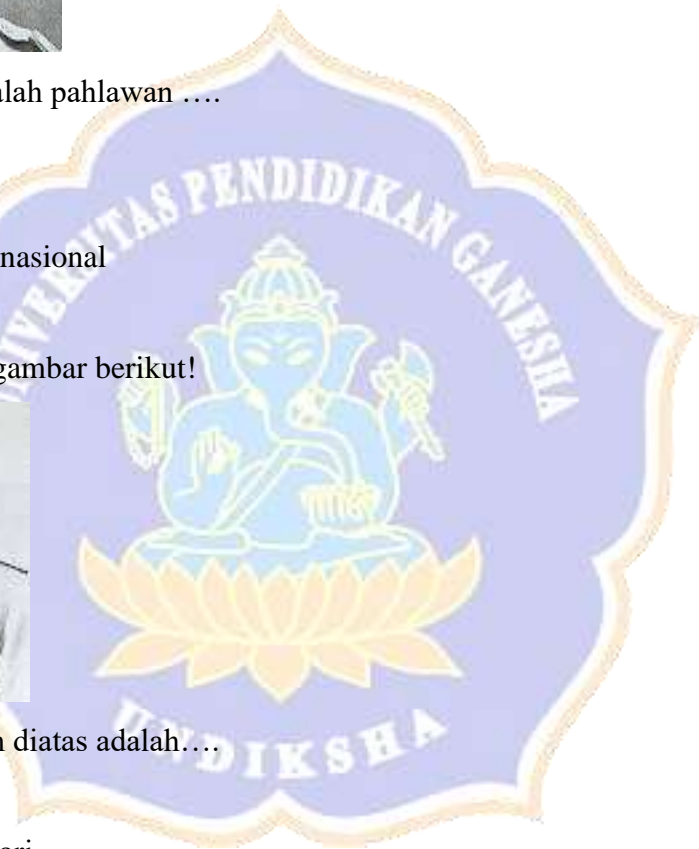 alah pahlawan ….
UNIVERSITAS PENDIDIKAN GANESHA
nasional
gambar berikut!
diatas adalah….
UNDIKSHA